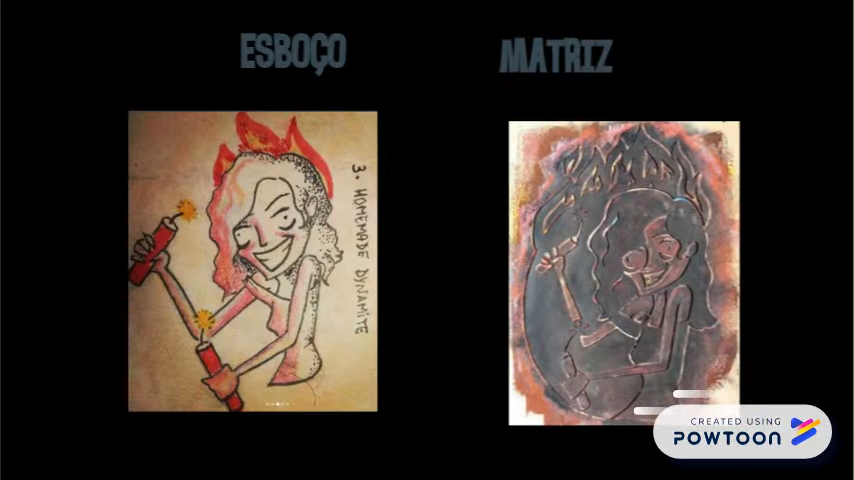 ESBOÇO
MATRIZ
3. HOMEMADE DYNAMITE
CREATED USING
POWTOON